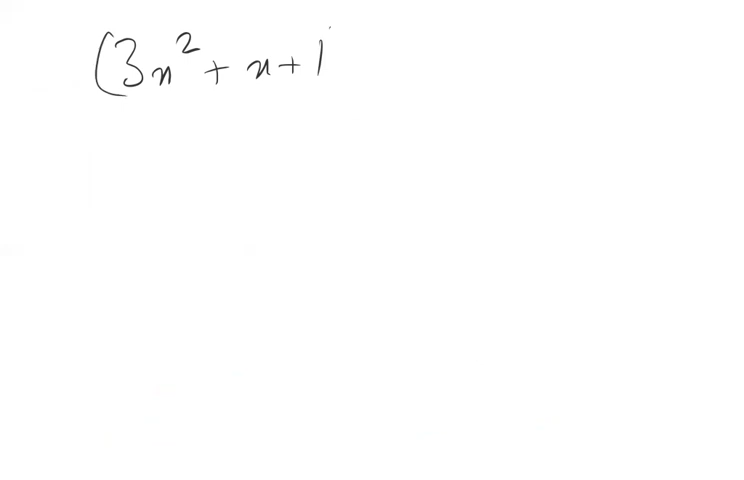 (3x² + x + 1